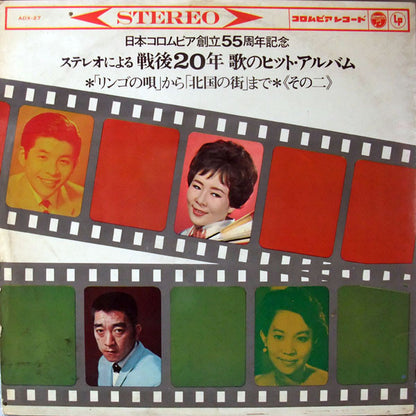 STEREO
ADX-27
コロムビアレコード
LP
日本コロムビア創立55周年記念
ステレオによる 戦後20年 歌のヒット・アルバム
*「リンゴの唄」から「北国の街」まで*《その二》